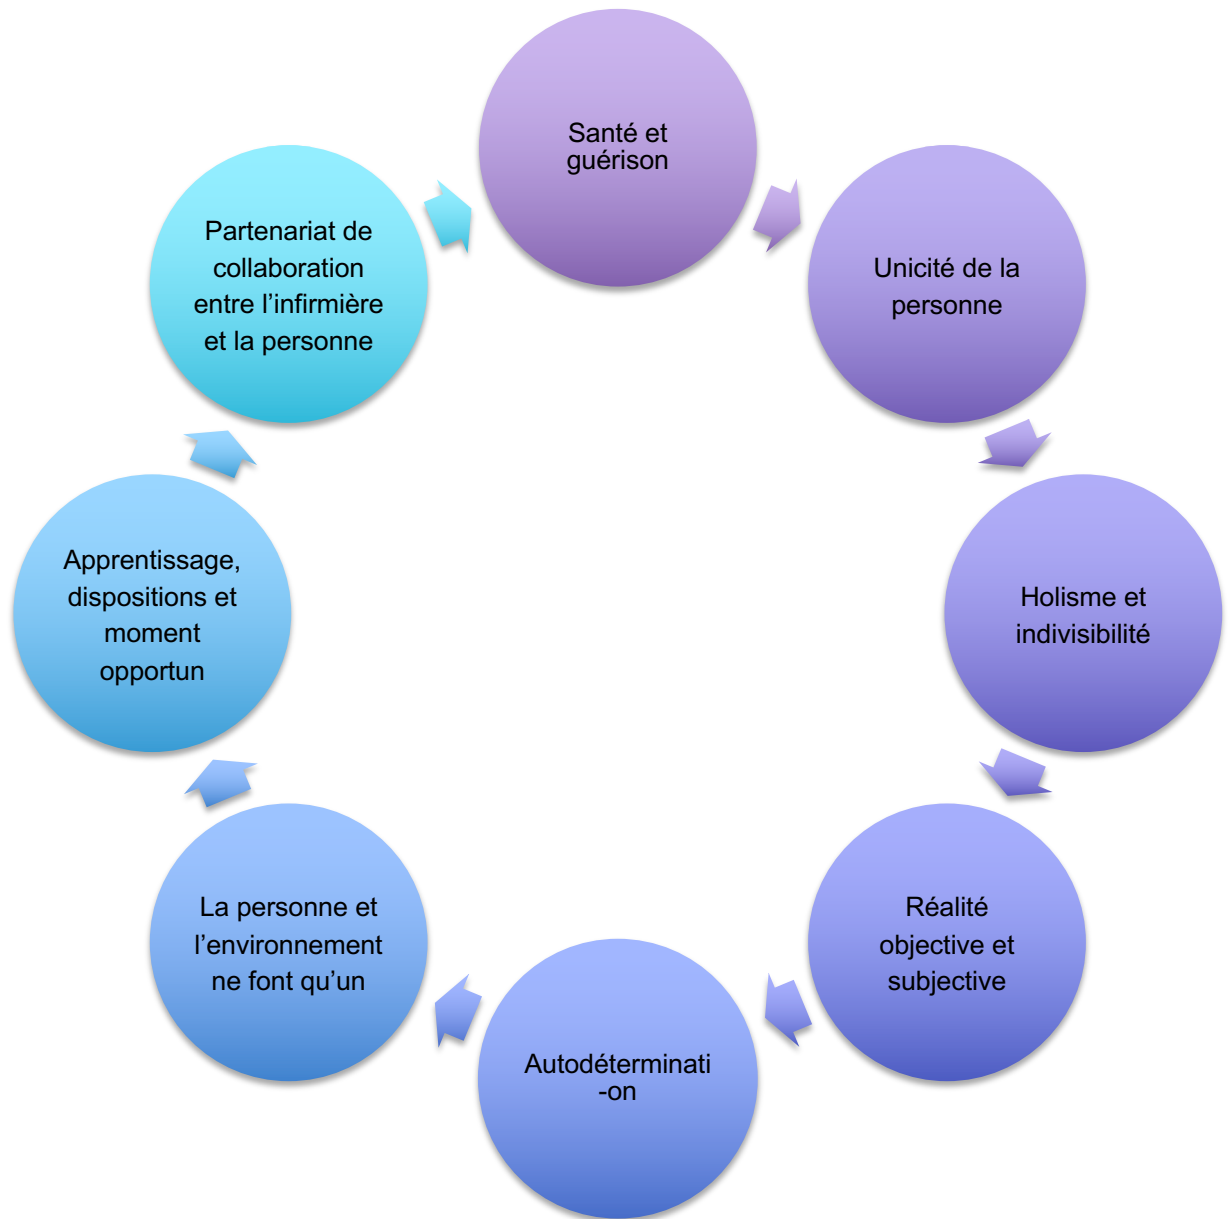 Santé et
guérison
Unicité de la
personne
Holisme et
indivisibilité
Réalité
objective et
subjective
Autodéterminati
-on
La personne et
l’environnement
ne font qu’un
Apprentissage,
dispositions et
moment
opportun
Partenariat de
collaboration
entre l’infirmière
et la personne